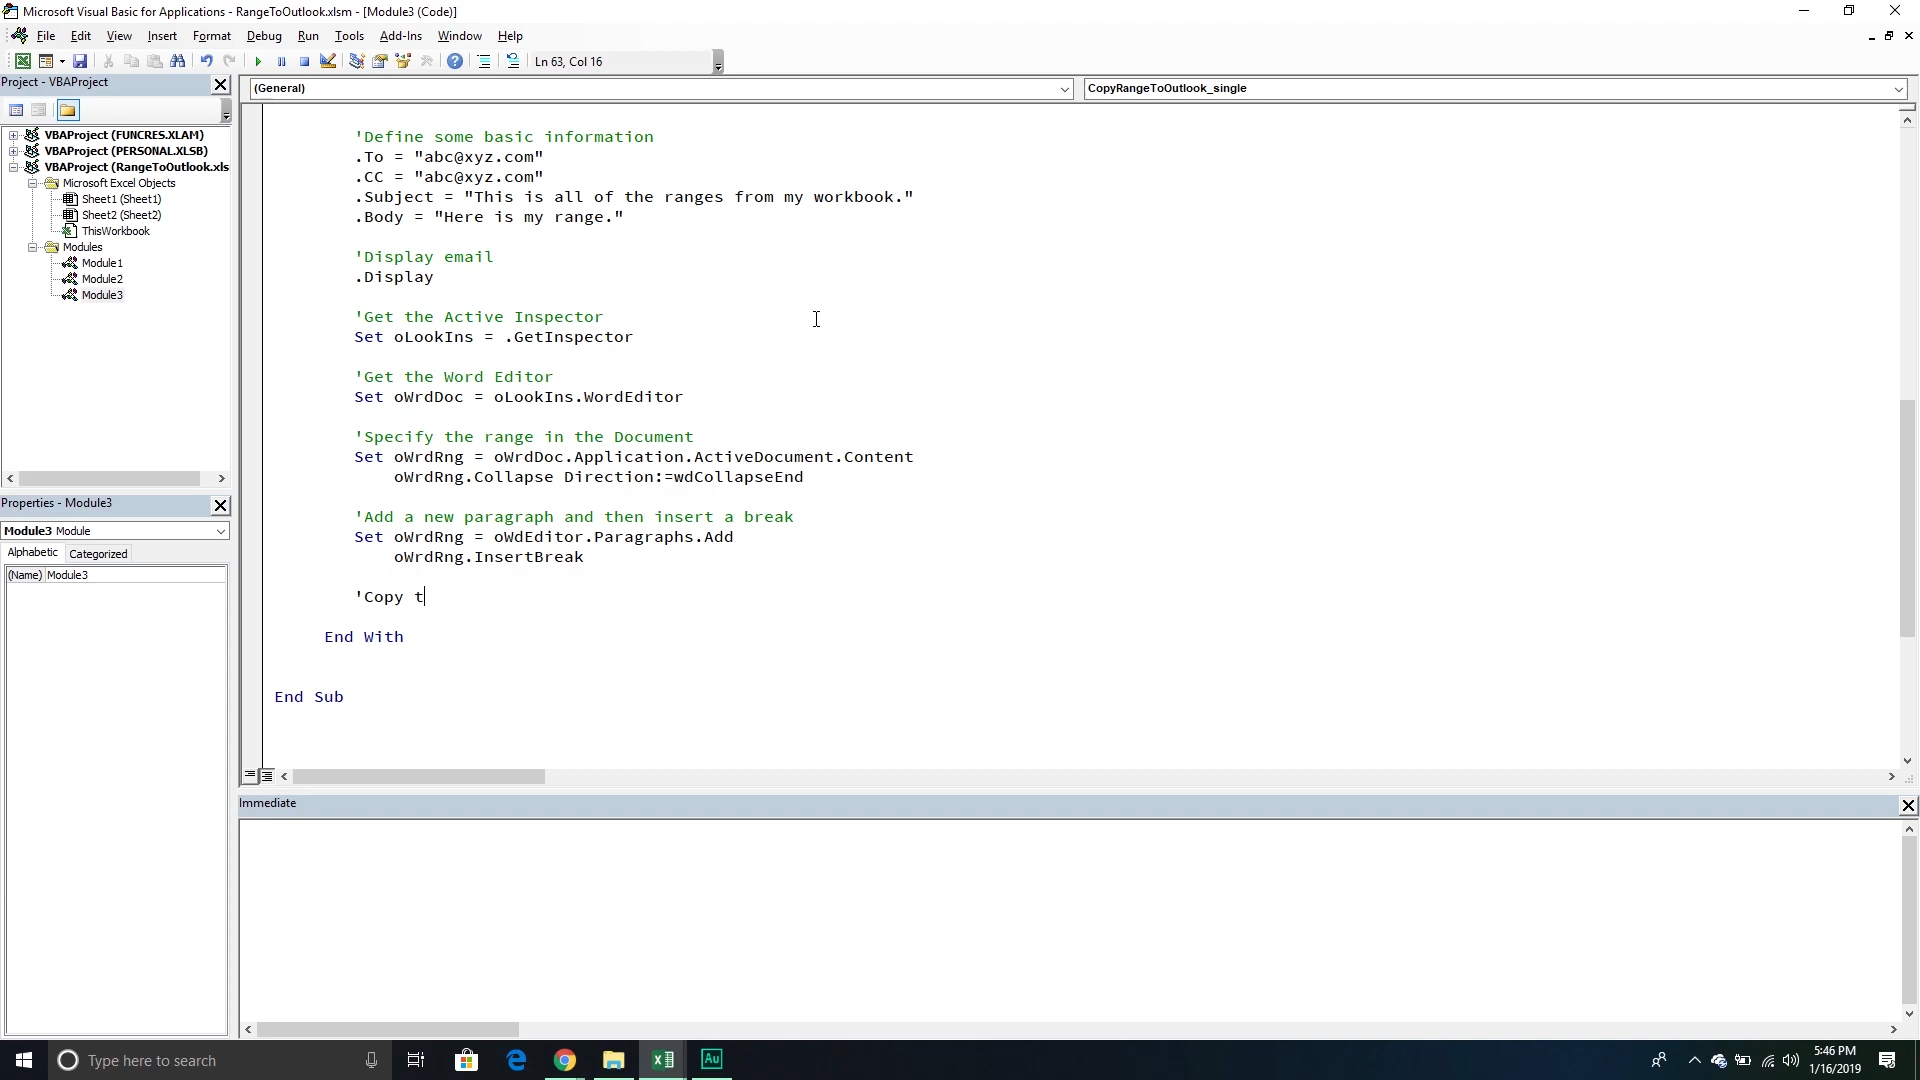 Microsoft Visual Basic for Applications - RangeToOutlook.xlsm - [Module3 (Code)]
File Edit View Insert Format Debug Run Tools Add-Ins Window Help
Ln 63, Col 16
Project - VBAProject
(General)
CopyRangeToOutlook_single
VBAProject (FUNCRES.XLAM)
VBAProject (PERSONAL.XLSB)
VBAProject (RangeToOutlook.xls
Microsoft Excel Objects
Sheet1 (Sheet1)
Sheet2 (Sheet2)
ThisWorkbook
Modules
Module1
Module2
Module3
Properties - Module3
Module3 Module
Alphabetic Categorized
(Name) Module3
'Define some basic information
.To = "abc@xyz.com"
.CC = "abc@xyz.com"
.Subject = "This is all of the ranges from my workbook."
.Body = "Here is my range."
'Display email
.Display
'Get the Active Inspector
Set oLookIns = .GetInspector
'Get the Word Editor
Set oWrdDoc = oLookIns.WordEditor
'Specify the range in the Document
Set oWrdRng = oWrdDoc.Application.ActiveDocument.Content
oWrdRng.Collapse Direction:=wdCollapseEnd
'Add a new paragraph and then insert a break
Set oWrdRng = oWdEditor.Paragraphs.Add
oWrdRng.InsertBreak
'Copy t
End With
End Sub
Immediate
Type here to search
Au
5:46 PM
1/16/2019